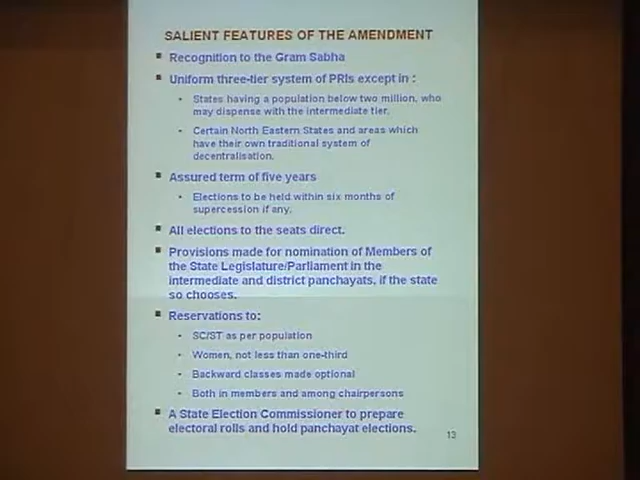 SALIENT FEATURES OF THE AMENDMENT
Recognition to the Gram Sabha
Uniform three-tier system of PRIs except in :
States having a population below two million, who
may dispense with the intermediate tier.
Certain North Eastern States and areas which
have their own traditional system of
decentralisation.
Assured term of five years
Elections to be held within six months of
supercession if any.
All elections to the seats direct.
Provisions made for nomination of Members of
the State Legislature/Parliament in the
intermediate and district panchayats, if the state
so chooses.
Reservations to:
SC/ST as per population
Women, not less than one-third
Backward classes made optional
Both in members and among chairpersons
A State Election Commissioner to prepare
electoral rolls and hold panchayat elections.
13